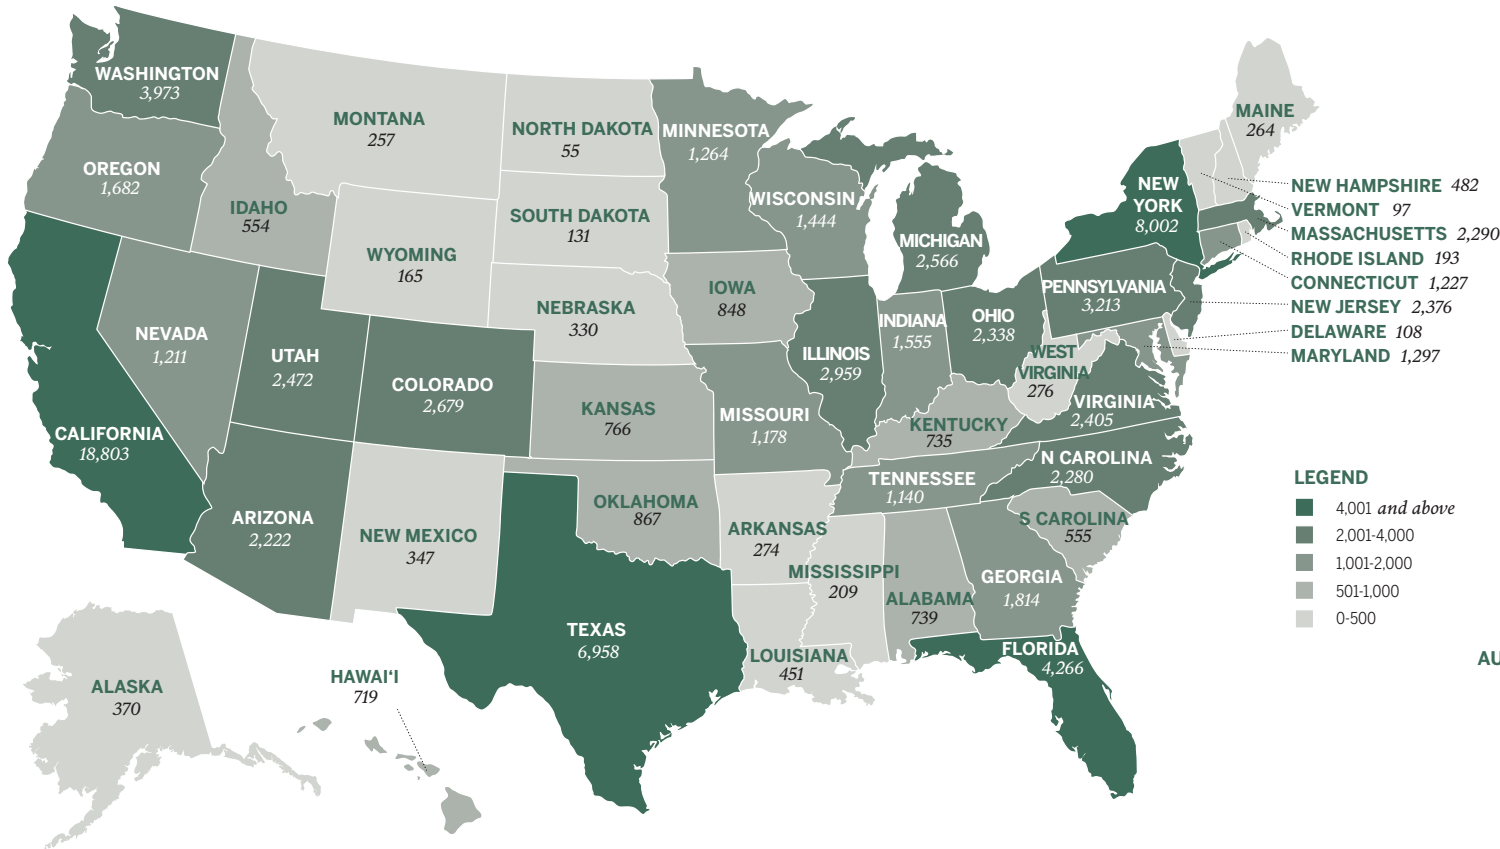 WASHINGTON
3,973
OREGON
1,682
CALIFORNIA
18,803
IDAHO
554
NEVADA
1,211
MONTANA
257
WYOMING
165
UTAH
2,472
ARIZONA
2,222
COLORADO
2,679
NEW MEXICO
347
NORTH DAKOTA
55
SOUTH DAKOTA
131
NEBRASKA
330
KANSAS
766
OKLAHOMA
867
TEXAS
6,958
MINNESOTA
1,264
IOWA
848
MISSOURI
1,178
ARKANSAS
274
LOUISIANA
451
WISCONSIN
1,444
ILLINOIS
2,959
MISSISSIPPI
209
MICHIGAN
2,566
INDIANA
1,555
OHIO
2,338
KENTUCKY
735
TENNESSEE
1,140
ALABAMA
739
GEORGIA
1,814
FLORIDA
4,266
S CAROLINA
555
N CAROLINA
2,280
VIRGINIA
2,405
WEST
VIRGINIA
276
PENNSYLVANIA
3,213
NEW
YORK
8,002
MAINE
264
NEW HAMPSHIRE 482
VERMONT 97
MASSACHUSETTS 2,290
RHODE ISLAND 193
CONNECTICUT 1,227
NEW JERSEY 2,376
DELAWARE 108
MARYLAND 1,297
ALASKA
370
HAWAI‘I
719
LEGEND
4,001 and above
2,001-4,000
1,001-2,000
501-1,000
0-500
AU